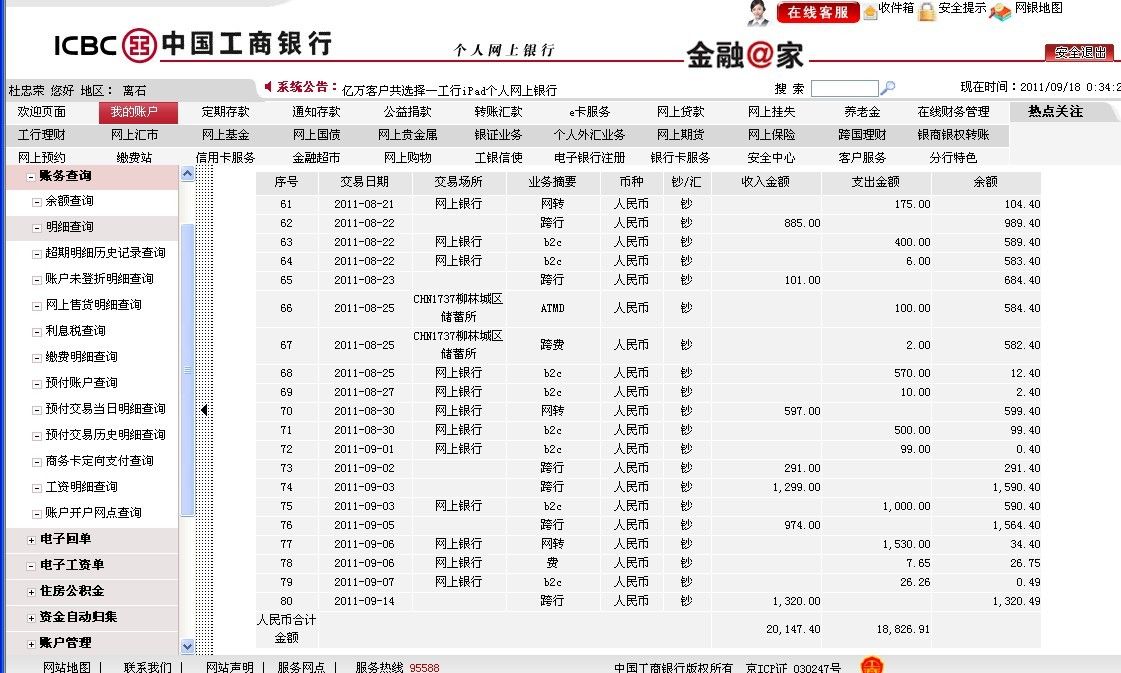 在线客服 收件箱 安全提示 网银地图
ICBC 中国工商银行 个人网上银行 金融@家 安全退出
杜忠荣 您好 地区： 离石 系统公告： 亿万客户共选择－工行iPad个人网上银行 搜 索 现在时间：2011/09/18 0:34:2
欢迎页面 我的账户 定期存款 通知存款 公益捐款 转账汇款 e卡服务 网上贷款 网上挂失 养老金 在线财务管理 热点关注
工行理财 网上汇市 网上基金 网上国债 网上贵金属 银证业务 个人外汇业务 网上期货 网上保险 跨国理财 银商银权转账
网上预约 缴费站 信用卡服务 金融超市 网上购物 工银信使 电子银行注册 银行卡服务 安全中心 客户服务 分行特色
账务查询
余额查询
明细查询
超期明细历史记录查询
账户未登折明细查询
网上售货明细查询
利息税查询
缴费明细查询
预付账户查询
预付交易当日明细查询
预付交易历史明细查询
商务卡定向支付查询
工资明细查询
账户开户网点查询
电子回单
电子工资单
住房公积金
资金自动归集
账户管理
序号 交易日期 交易场所 业务摘要 币种 钞/汇 收入金额 支出金额 余额
61 2011-08-21 网上银行 网转 人民币 钞 175.00 104.40
62 2011-08-22 跨行 人民币 钞 885.00 989.40
63 2011-08-22 网上银行 b2c 人民币 钞 400.00 589.40
64 2011-08-22 网上银行 b2c 人民币 钞 6.00 583.40
65 2011-08-23 跨行 人民币 钞 101.00 684.40
66 2011-08-25 CHN1737柳林城区储蓄所 ATMD 人民币 钞 100.00 584.40
67 2011-08-25 CHN1737柳林城区储蓄所 跨费 人民币 钞 2.00 582.40
68 2011-08-25 网上银行 b2c 人民币 钞 570.00 12.40
69 2011-08-27 网上银行 b2c 人民币 钞 10.00 2.40
70 2011-08-30 网上银行 网转 人民币 钞 597.00 599.40
71 2011-08-30 网上银行 b2c 人民币 钞 500.00 99.40
72 2011-09-01 网上银行 b2c 人民币 钞 99.00 0.40
73 2011-09-02 跨行 人民币 钞 291.00 291.40
74 2011-09-03 跨行 人民币 钞 1,299.00 1,590.40
75 2011-09-03 网上银行 b2c 人民币 钞 1,000.00 590.40
76 2011-09-05 跨行 人民币 钞 974.00 1,564.40
77 2011-09-06 网上银行 网转 人民币 钞 1,530.00 34.40
78 2011-09-06 网上银行 费 人民币 钞 7.65 26.75
79 2011-09-07 网上银行 b2c 人民币 钞 26.26 0.49
80 2011-09-14 跨行 人民币 钞 1,320.00 1,320.49
人民币合计金额 20,147.40 18,826.91
网站地图 | 联系我们 | 网站声明 | 服务网点 | 服务热线 95588 中国工商银行版权所有 京ICP证 030247号